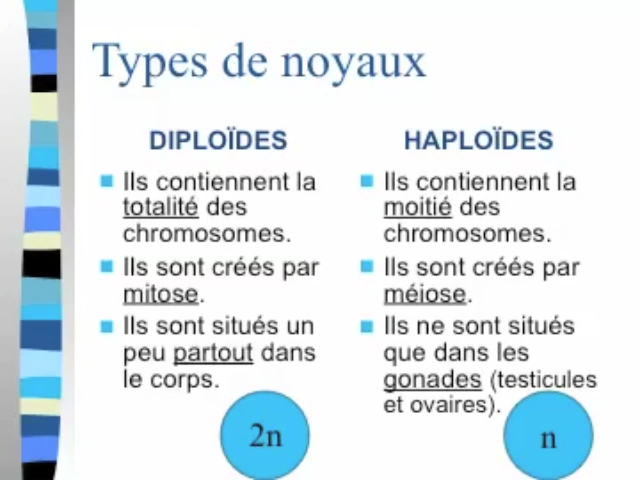 Types de noyaux
DIPLOÏDES
Ils contiennent la
totalité des
chromosomes.
Ils sont créés par
mitose.
Ils sont situés un
peu partout dans
le corps.
2n
HAPLOÏDES
Ils contiennent la
moitié des
chromosomes.
Ils sont créés par
méiose.
Ils ne sont situés
que dans les
gonades (testicules
et ovaires).
n